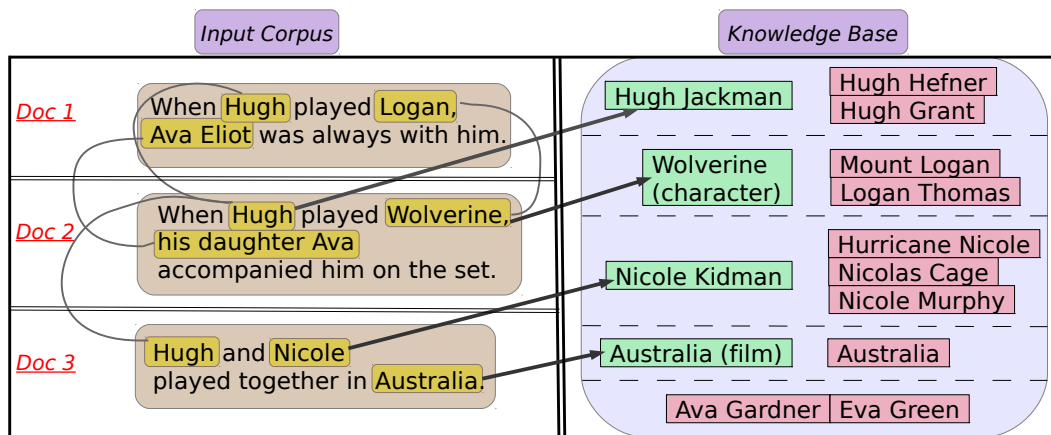 Input Corpus
Knowledge Base
Doc 1
When Hugh played Logan,
Ava Eliot was always with him.
Doc 2
When Hugh played Wolverine,
his daughter Ava
accompanied him on the set.
Doc 3
Hugh and Nicole
played together in Australia.
Hugh Jackman
Hugh Hefner
Hugh Grant
Wolverine
(character)
Mount Logan
Logan Thomas
Nicole Kidman
Hurricane Nicole
Nicolas Cage
Nicole Murphy
Australia (film)
Australia
Ava Gardner
Eva Green